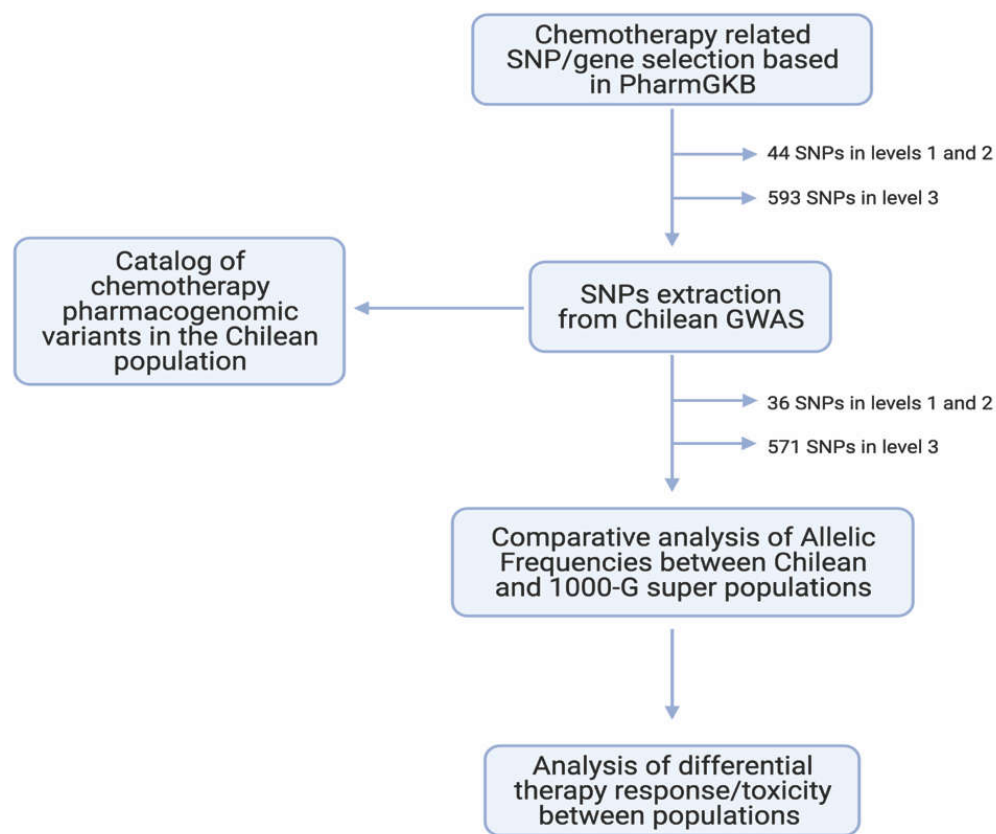 Chemotherapy related
SNP/gene selection based
in PharmGKB
44 SNPs in levels 1 and 2
593 SNPs in level 3
Catalog of
chemotherapy
pharmacogenomic
variants in the Chilean
population
SNPs extraction
from Chilean GWAS
36 SNPs in levels 1 and 2
571 SNPs in level 3
Comparative analysis of Allelic
Frequencies between Chilean
and 1000-G super populations
Analysis of differential
therapy response/toxicity
between populations